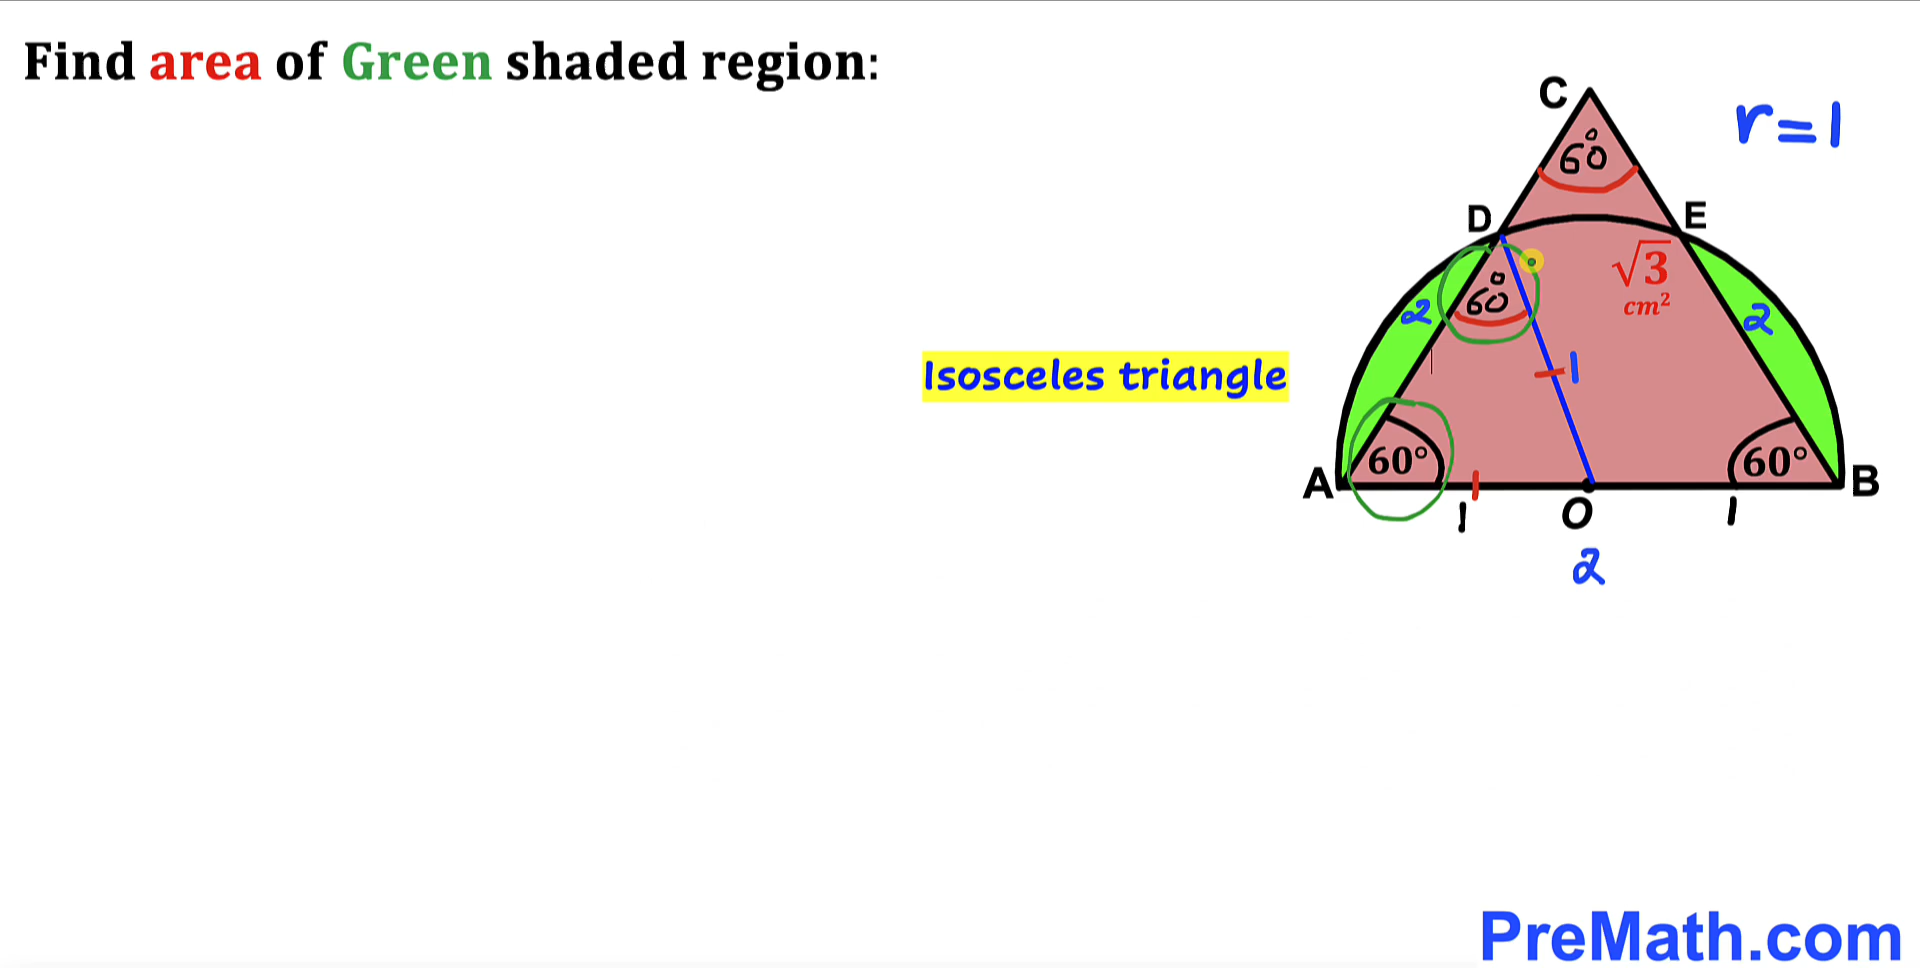 Find area of Green shaded region:
C
r=1
60°
D
E
√3
cm²
60°
2
2
Isosceles triangle
1
60°
60°
A
B
1
O
1
2
PreMath.com